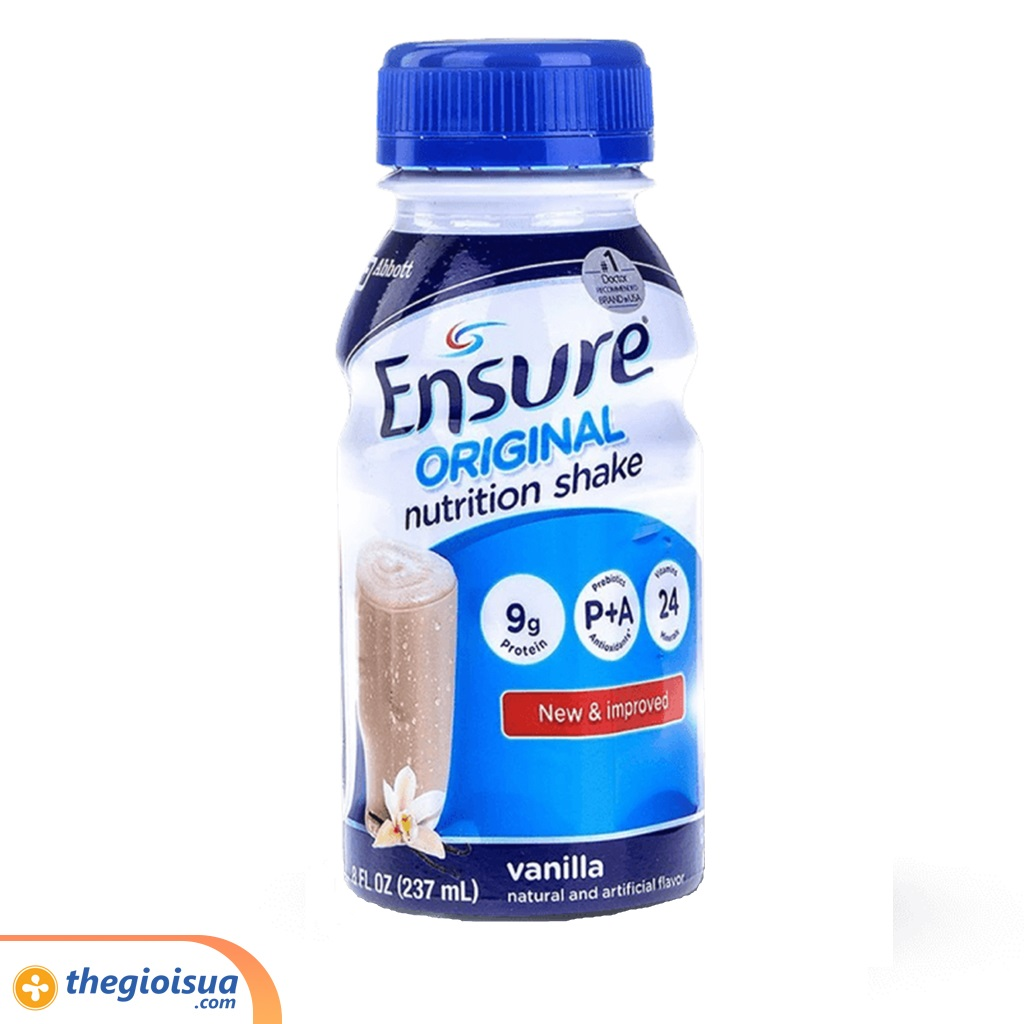 Abbott
#1
Doctor
RECOMMENDED
BRAND in USA
Ensure®
ORIGINAL
nutrition shake
9g
Protein
Prebiotics
P+A
Antioxidants*
Vitamins
24
Minerals
New & improved
vanilla
8 FL OZ (237 mL)
natural and artificial flavor
thegioisua
.com